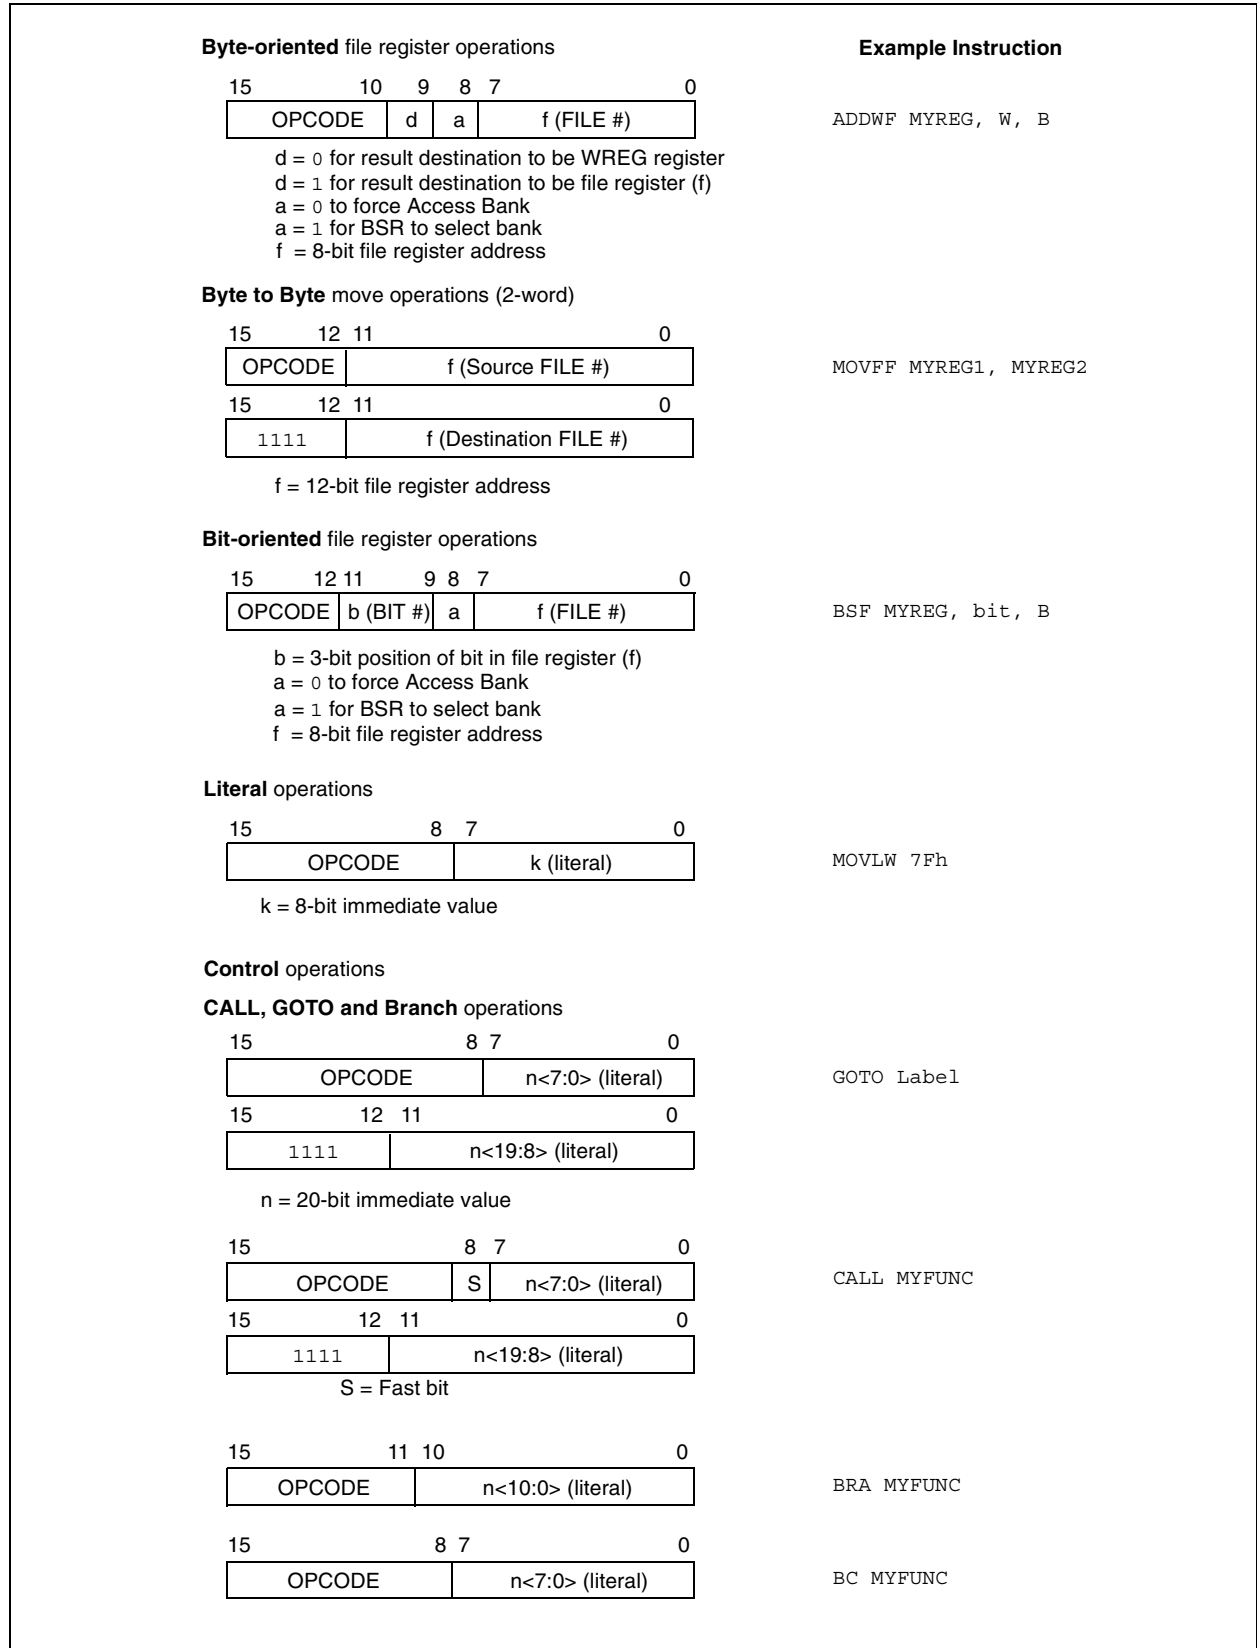 Byte-oriented file register operations Example Instruction
15 10 9 8 7 0
OPCODE d a f (FILE #) ADDWF MYREG, W, B
d = 0 for result destination to be WREG register
d = 1 for result destination to be file register (f)
a = 0 to force Access Bank
a = 1 for BSR to select bank
f = 8-bit file register address
Byte to Byte move operations (2-word)
15 12 11 0
OPCODE f (Source FILE #) MOVFF MYREG1, MYREG2
15 12 11 0
1111 f (Destination FILE #)
f = 12-bit file register address
Bit-oriented file register operations
15 12 11 9 8 7 0
OPCODE b (BIT #) a f (FILE #) BSF MYREG, bit, B
b = 3-bit position of bit in file register (f)
a = 0 to force Access Bank
a = 1 for BSR to select bank
f = 8-bit file register address
Literal operations
15 8 7 0
OPCODE k (literal) MOVLW 7Fh
k = 8-bit immediate value
Control operations
CALL, GOTO and Branch operations
15 8 7 0
OPCODE n<7:0> (literal) GOTO Label
15 12 11 0
1111 n<19:8> (literal)
n = 20-bit immediate value
15 8 7 0
OPCODE S n<7:0> (literal) CALL MYFUNC
15 12 11 0
1111 n<19:8> (literal)
S = Fast bit
15 11 10 0
OPCODE n<10:0> (literal) BRA MYFUNC
15 8 7 0
OPCODE n<7:0> (literal) BC MYFUNC